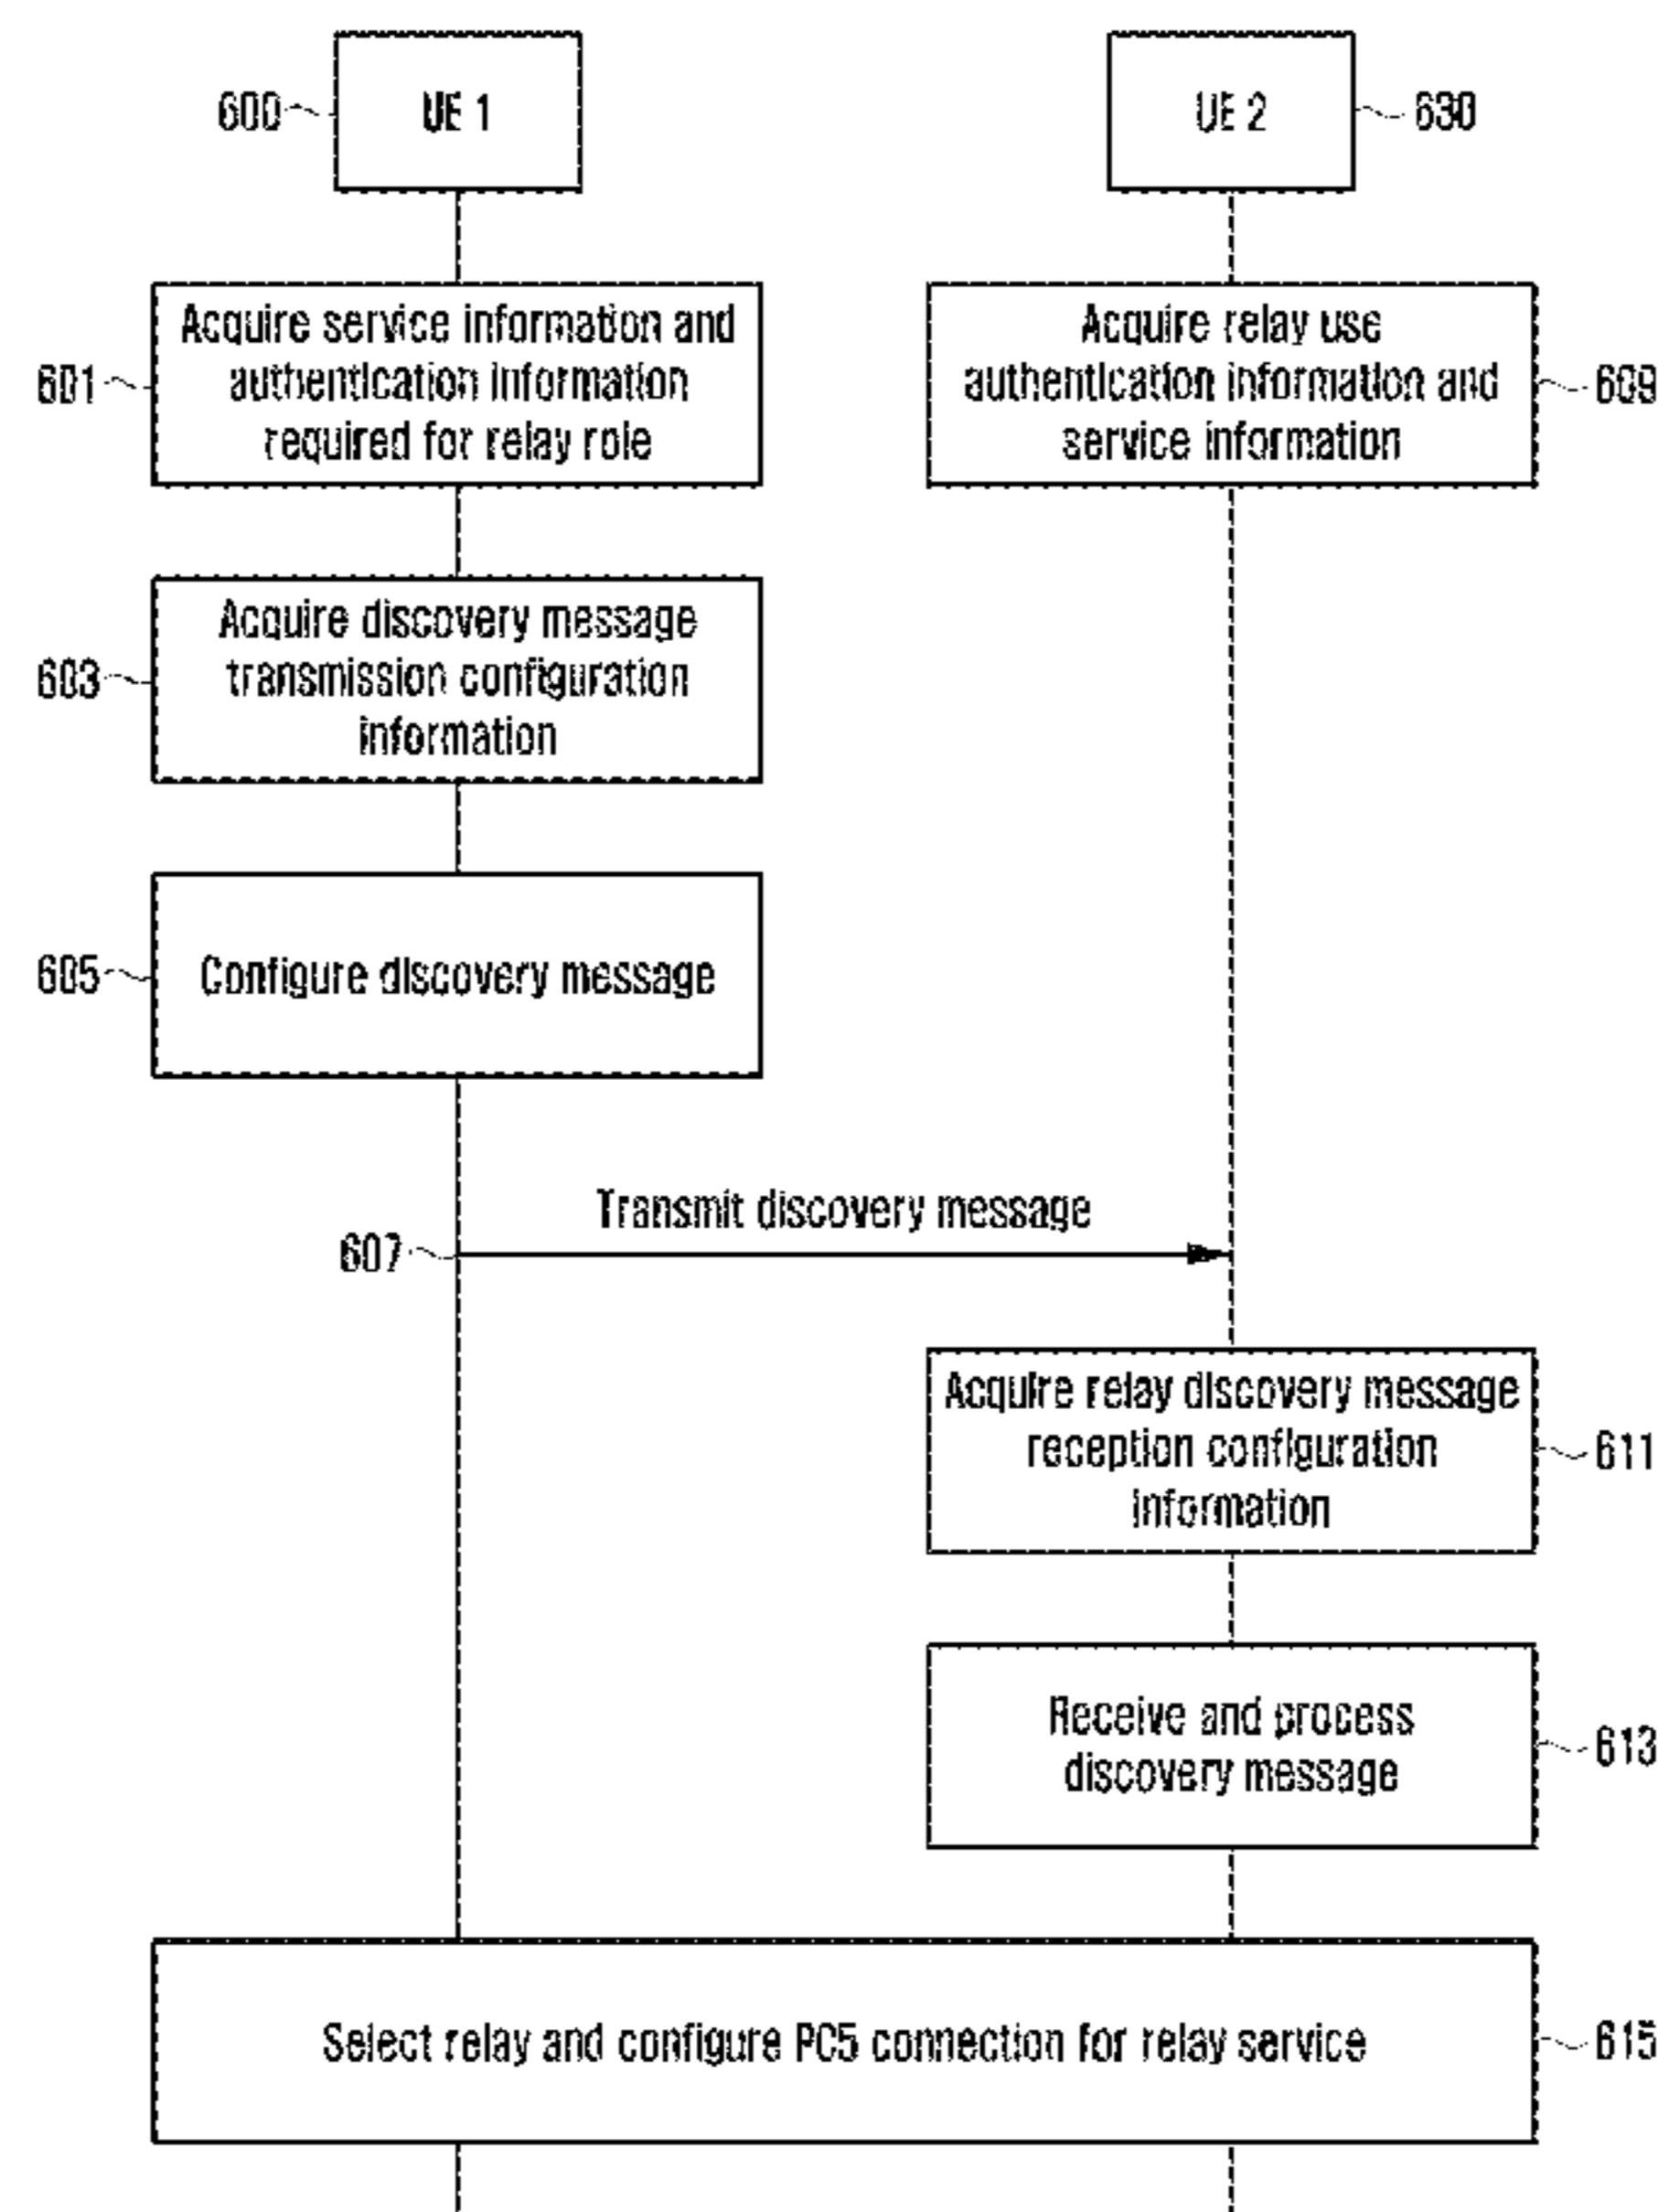 600
UE 1
UE 2
630
601
Acquire service information and
authentication information
required for relay role
Acquire relay use
authentication information and
service information
609
603
Acquire discovery message
transmission configuration
information
605
Configure discovery message
Transmit discovery message
607
Acquire relay discovery message
reception configuration
information
611
Receive and process
discovery message
613
Select relay and configure PC5 connection for relay service
615